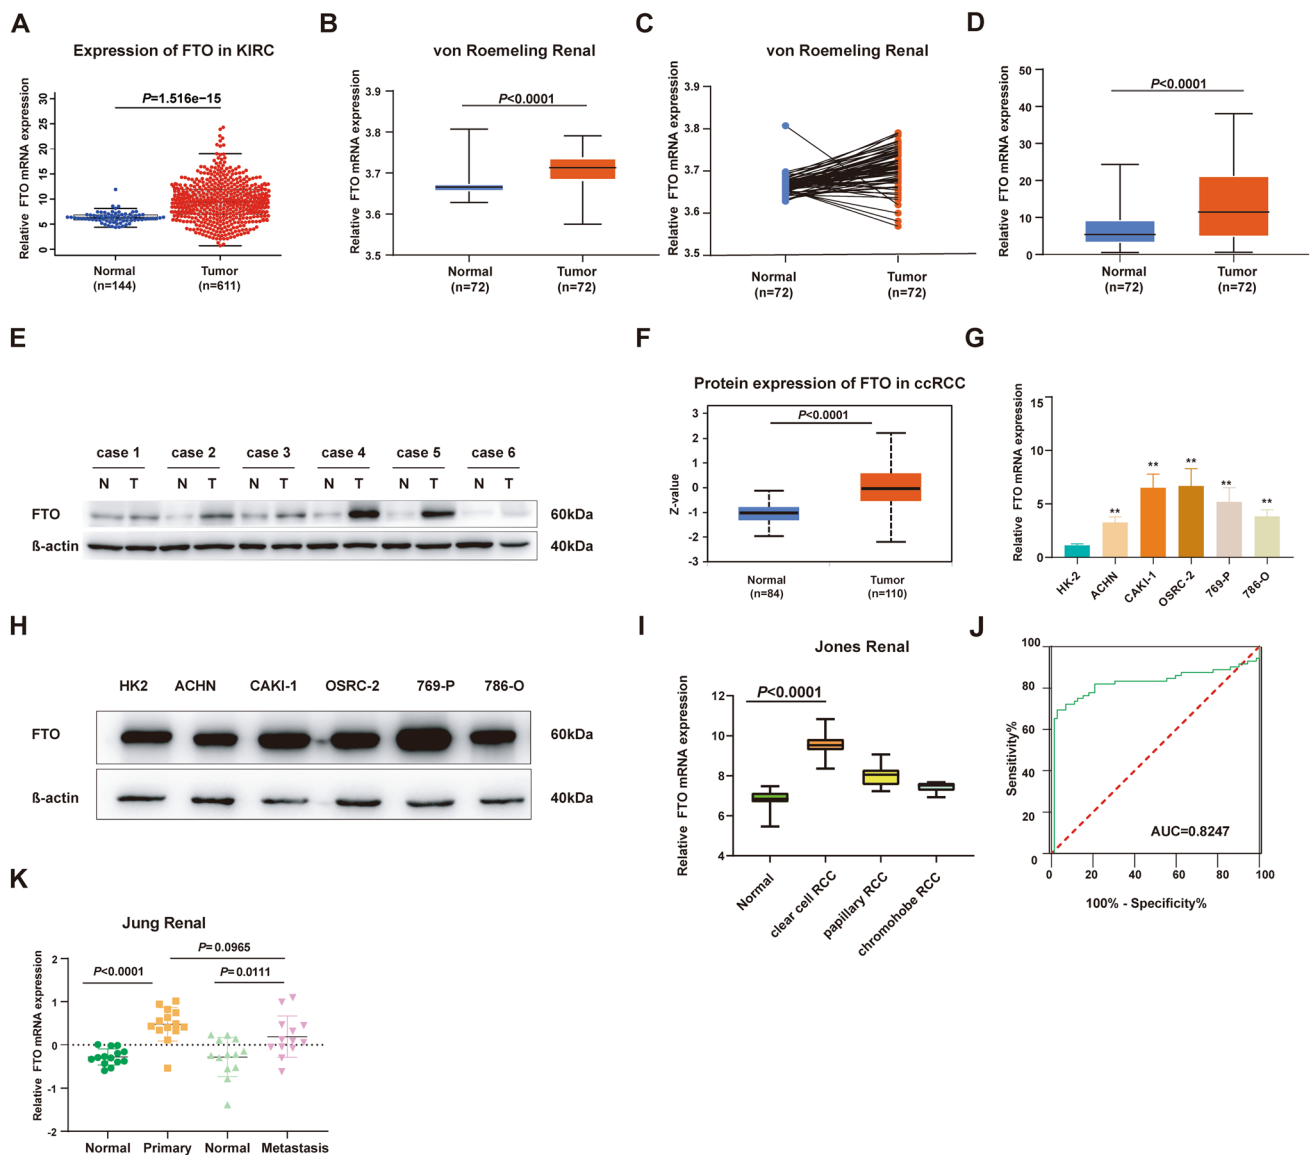 A
Expression of FTO in KIRC
Relative FTO mRNA expression
30
25
20
15
10
5
0
P=1.516e−15
Normal
(n=144)
Tumor
(n=611)
B
von Roemeling Renal
Relative FTO mRNA expression
3.9
3.8
3.7
3.6
3.5
P<0.0001
Normal
(n=72)
Tumor
(n=72)
C
von Roemeling Renal
Relative FTO mRNA expression
3.9
3.8
3.7
3.6
3.5
Normal
(n=72)
Tumor
(n=72)
D
Relative FTO mRNA expression
50
40
30
20
10
0
P<0.0001
Normal
(n=72)
Tumor
(n=72)
E
case 1 case 2 case 3 case 4 case 5 case 6
N T N T N T N T N T N T
FTO 60kDa
ß-actin 40kDa
F
Protein expression of FTO in ccRCC
Z-value
3
2
1
0
-1
-2
-3
P<0.0001
Normal
(n=84)
Tumor
(n=110)
G
Relative FTO mRNA expression
15
10
5
0
** ** ** ** **
HK-2
ACHN
CAKI-1
OSRC-2
769-P
786-O
H
HK2 ACHN CAKI-1 OSRC-2 769-P 786-O
FTO 60kDa
ß-actin 40kDa
I
Jones Renal
Relative FTO mRNA expression
12
10
8
6
4
P<0.0001
Normal
clear cell RCC
papillary RCC
chromohobe RCC
J
Sensitivity%
100
80
60
40
20
0
AUC=0.8247
0 20 40 60 80 100
100% - Specificity%
K
Jung Renal
Relative FTO mRNA expression
2
1
0
-1
-2
P= 0.0965
P<0.0001
P= 0.0111
Normal Primary Normal Metastasis